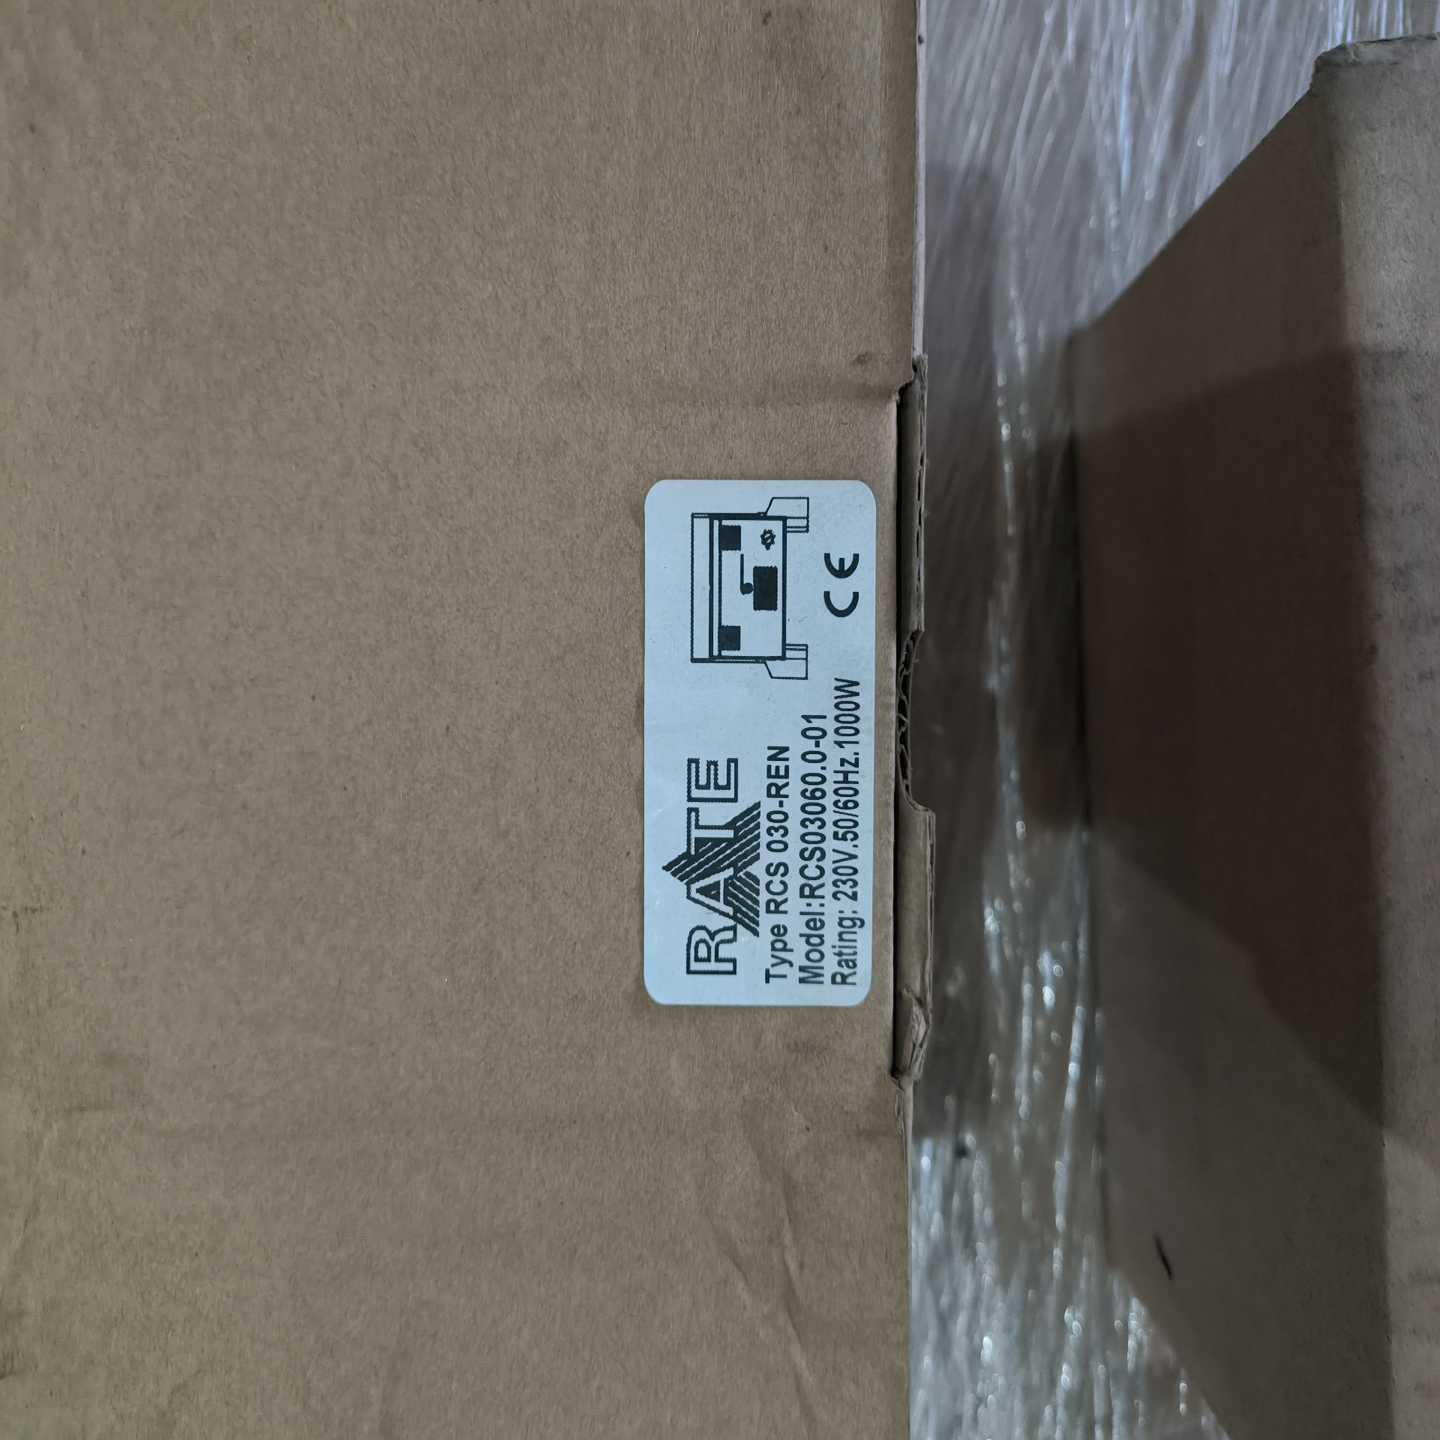 RATE
Type RCS 030-REN
Model:RCS03060.0-01
Rating: 230V.50/60Hz.1000W
CE